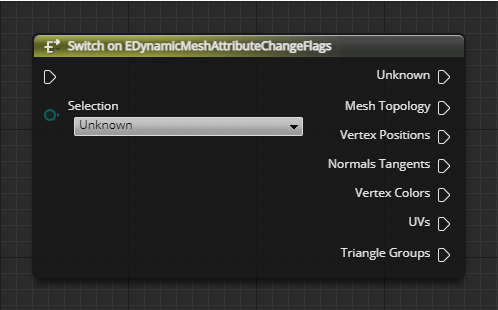 Switch on EDynamicMeshAttributeChangeFlags
Unknown
Selection
Unknown
Mesh Topology
Vertex Positions
Normals Tangents
Vertex Colors
UVs
Triangle Groups